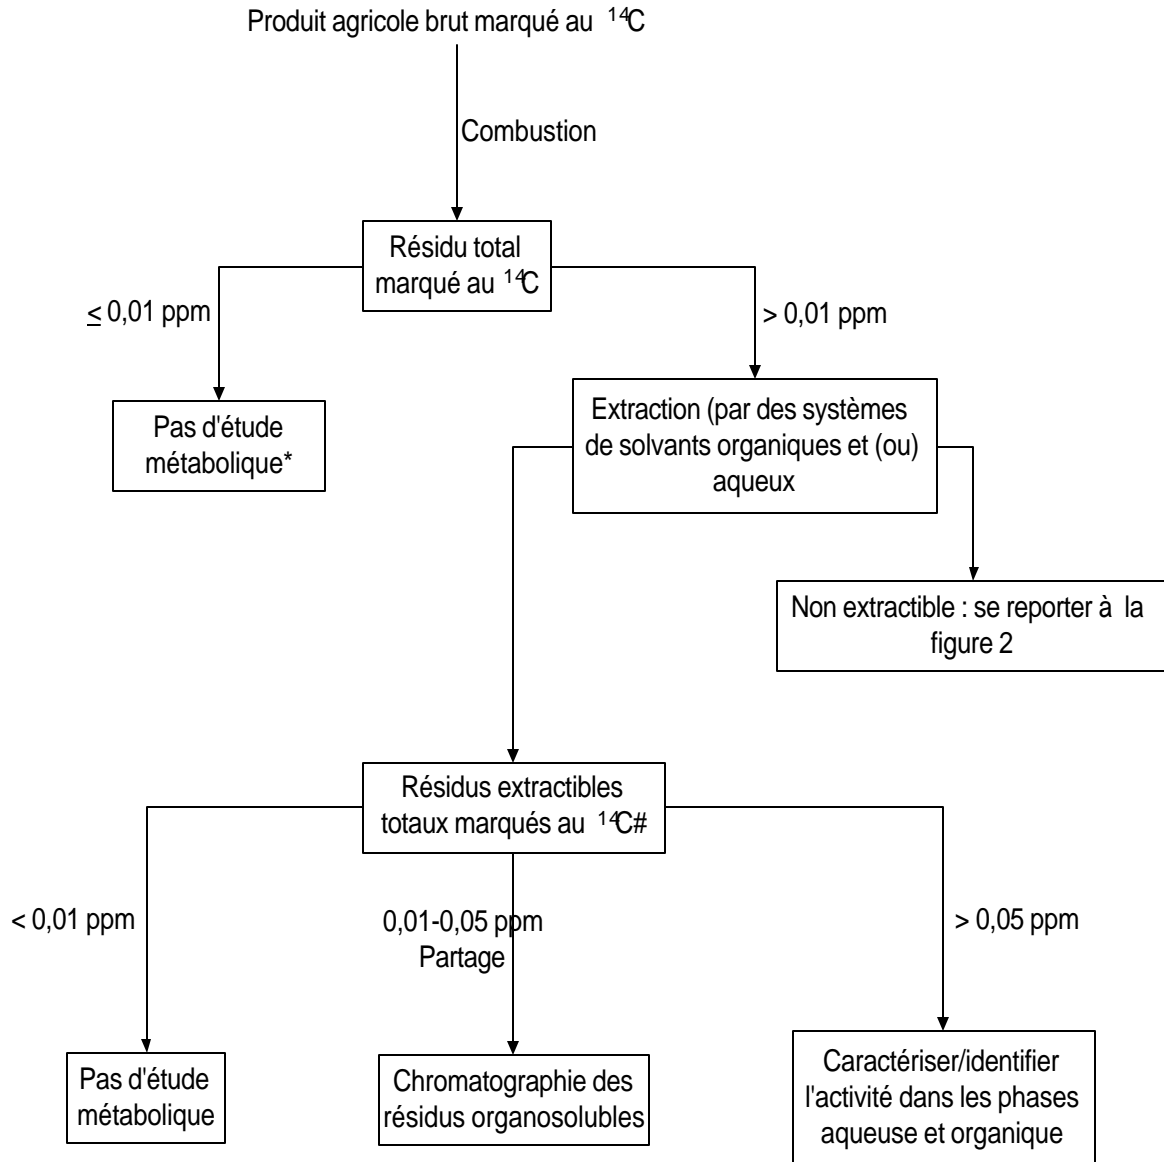 Produit agricole brut marqué au ¹⁴C
Combustion
Résidu total
marqué au ¹⁴C
≤ 0,01 ppm
> 0,01 ppm
Pas d'étude
métabolique*
Extraction (par des systèmes
de solvants organiques et (ou)
aqueux
Non extractible : se reporter à la
figure 2
Résidus extractibles
totaux marqués au ¹⁴C#
< 0,01 ppm
0,01-0,05 ppm
Partage
> 0,05 ppm
Pas d'étude
métabolique
Chromatographie des
résidus organosolubles
Caractériser/identifier
l'activité dans les phases
aqueuse et organique